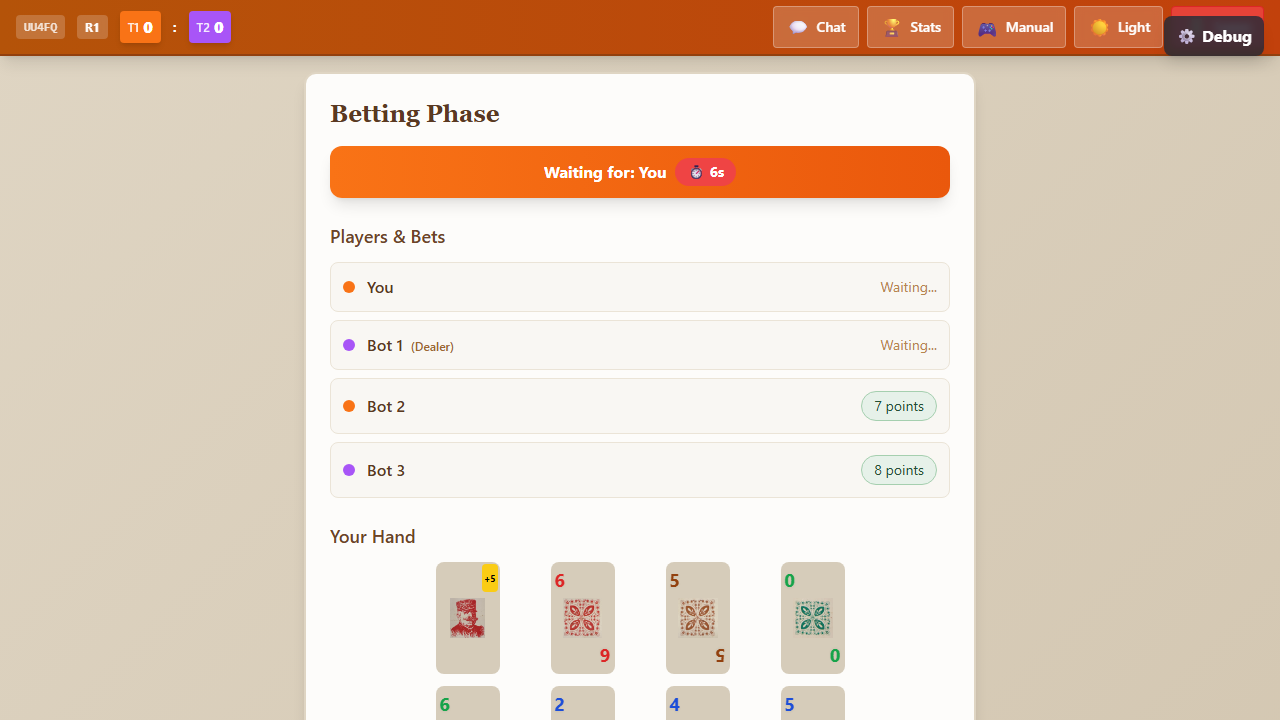 UU4FQ R1 T1 0 : T2 0 Chat Stats Manual Light Debug
Betting Phase
Waiting for: You 6s
Players & Bets
You Waiting...
Bot 1 (Dealer) Waiting...
Bot 2 7 points
Bot 3 8 points
Your Hand
+5
6 5 0
6 5 0
6 2 4 5